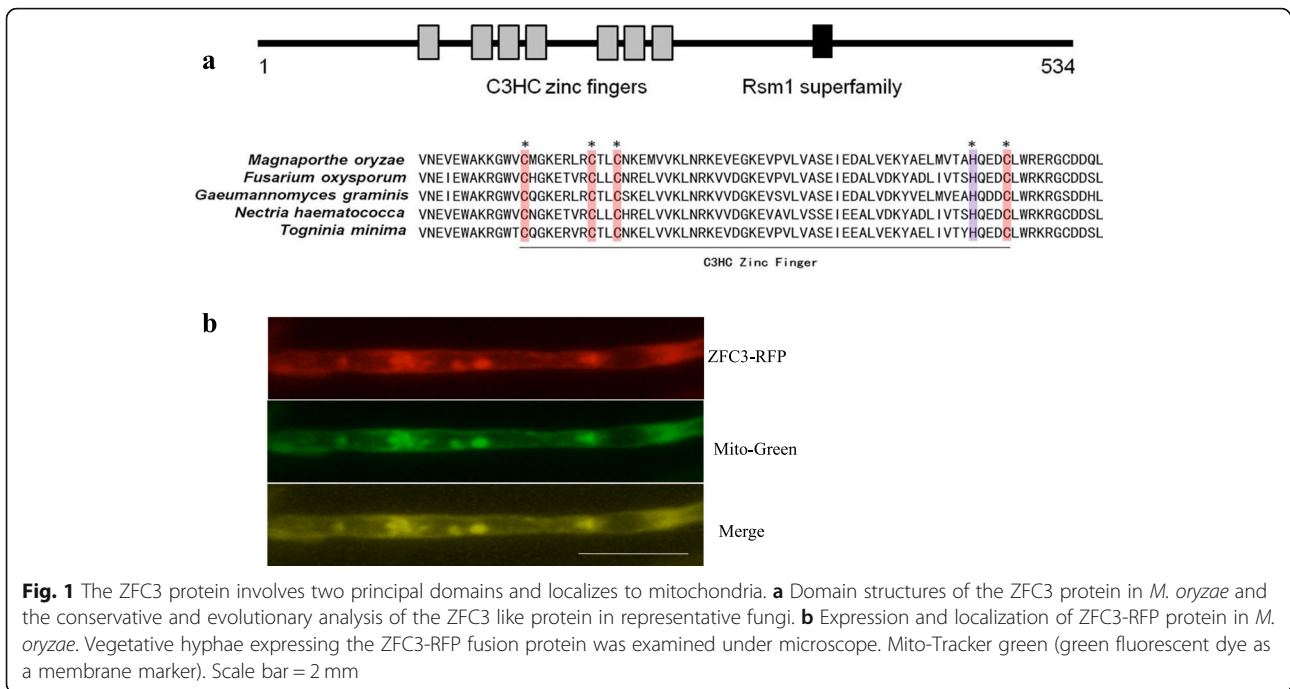 a
1
534
C3HC zinc fingers
Rsm1 superfamily
* * * * *
Magnaporthe oryzae VNEVEWAKKGWVCMGKERLRCTLCNKEMVVKLNRKEVEGKEVPVLVASEIEDALVEKYAELMVTAHQEDCLWRERGCDDQL
Fusarium oxysporum VNEIEWAKRGWVCHGKETVRCLLCNRELVVKLNRKVVDGKEVPVLVASEIEDALVDKYADLIVTSHQEDCLWRKRGCDDSL
Gaeumannomyces graminis VNEIEWAKRGWVCQGKERLRCTLCSKELVVKLNRKEVDGKEVSVLVASEIEDALVDKYVELMVEAHQDDCLWRKRGSDDHL
Nectria haematococca VNEVEWAKRGWVCNGKETVRCLLCHRELVVKLNRKVVDGKEVAVLVSSEIEEALVDKYAELIVTSHQEDCLWRKRGCDDSL
Togninia minima VNEVEWAKRGWTCQGKERVRCTLCNKELVVKLNRKEVDGKEVPVLVASEIEEALVDKYAELIVTYHQEDCLWRKRGCDDSL
C3HC Zinc Finger
b
ZFC3-RFP
Mito-Green
Merge
Fig. 1 The ZFC3 protein involves two principal domains and localizes to mitochondria. a Domain structures of the ZFC3 protein in M. oryzae and
the conservative and evolutionary analysis of the ZFC3 like protein in representative fungi. b Expression and localization of ZFC3-RFP protein in M.
oryzae. Vegetative hyphae expressing the ZFC3-RFP fusion protein was examined under microscope. Mito-Tracker green (green fluorescent dye as
a membrane marker). Scale bar = 2 mm